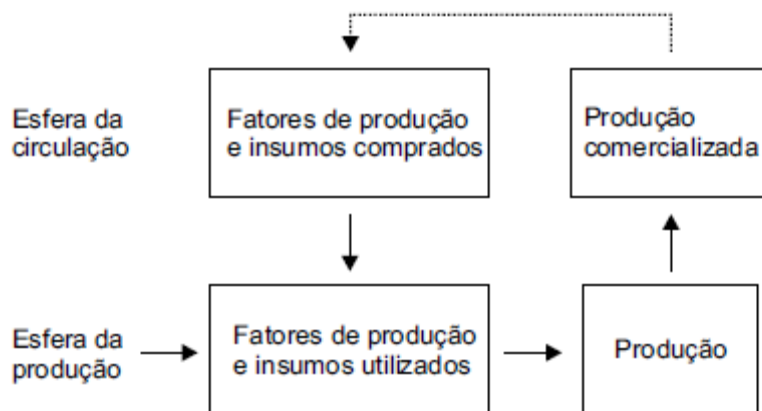 Esfera da
circulação
Fatores de produção
e insumos comprados
Produção
comercializada
Esfera da
produção
Fatores de produção
e insumos utilizados
Produção